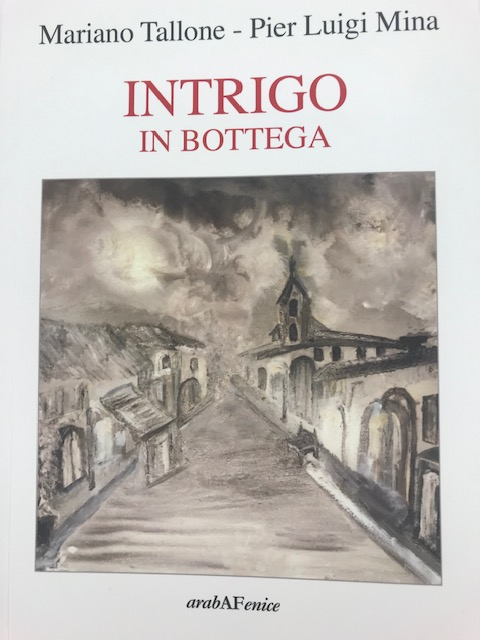 Mariano Tallone - Pier Luigi Mina
INTRIGO
IN BOTTEGA
arabAFenice